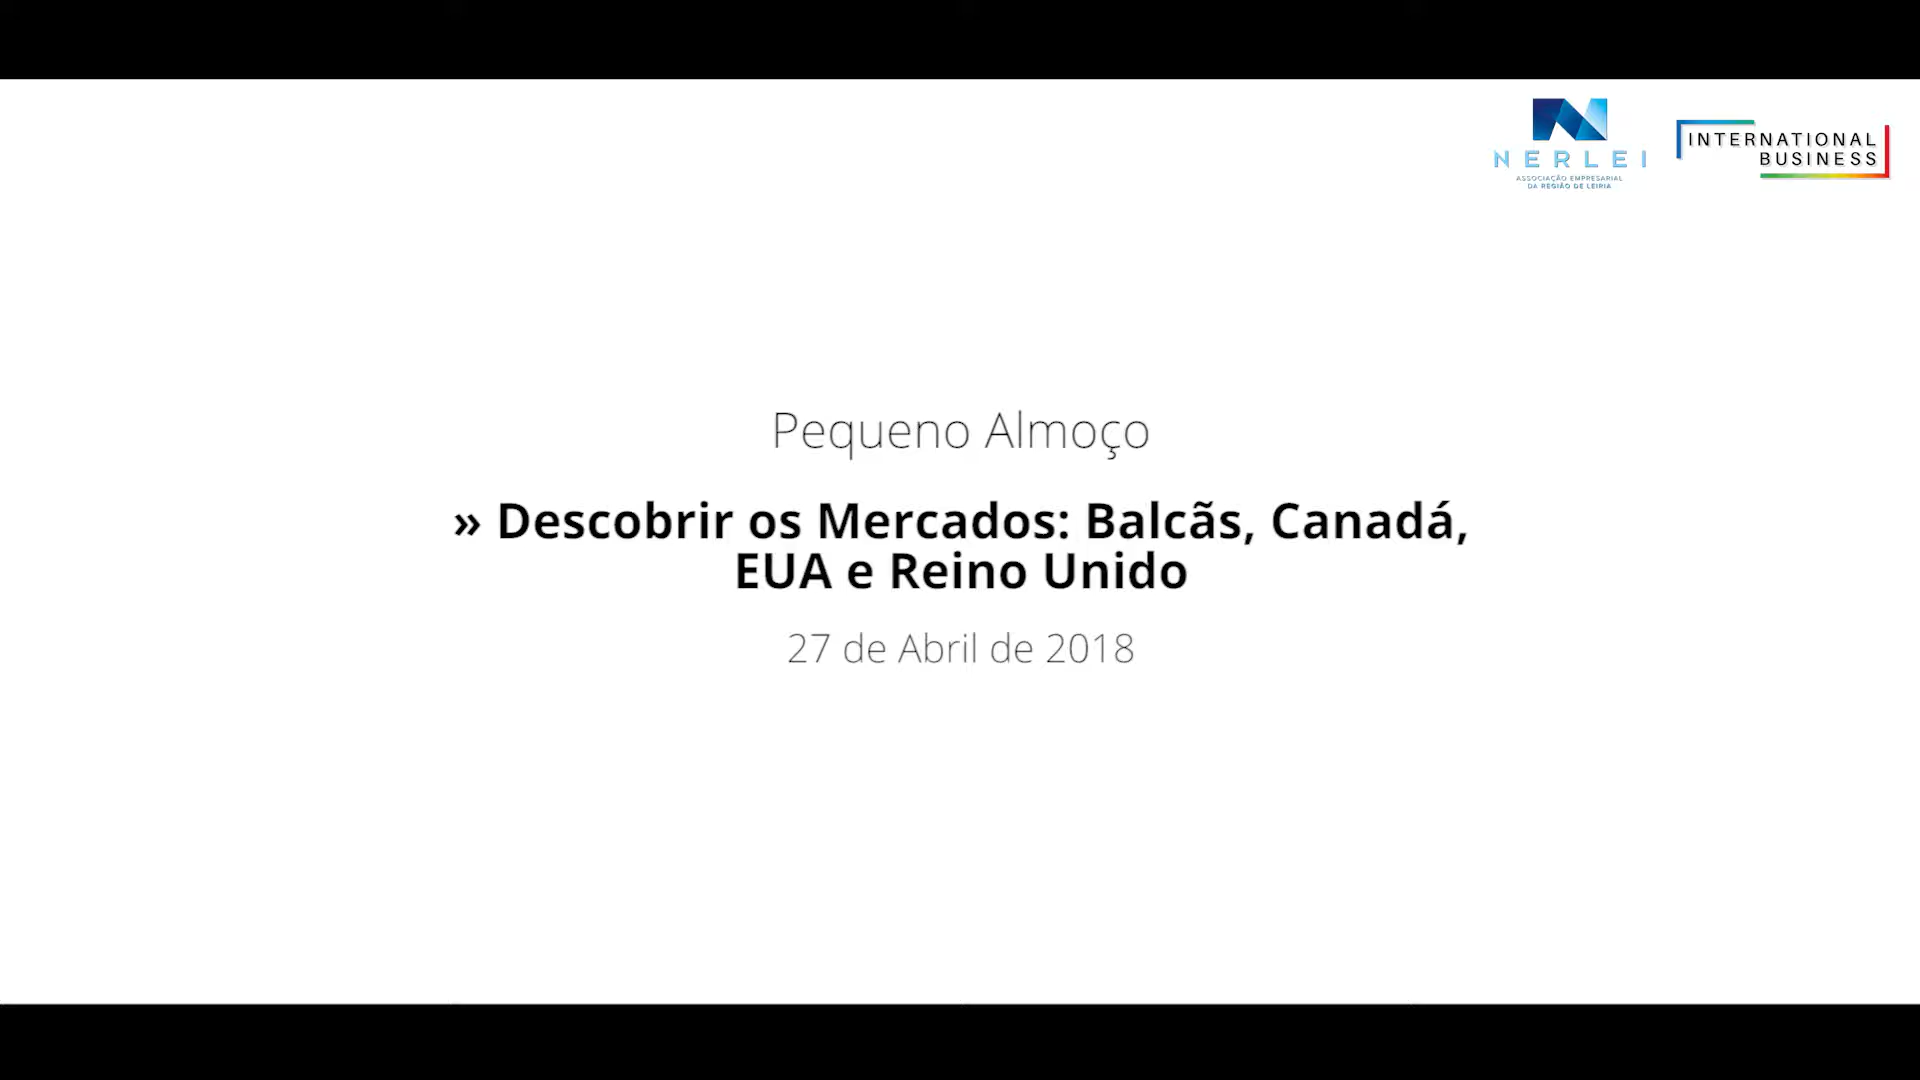 NERLEI
ASSOCIAÇÃO EMPRESARIAL
DA REGIÃO DE LEIRIA
INTERNATIONAL
BUSINESS
Pequeno Almoço
» Descobrir os Mercados: Balcãs, Canadá,
EUA e Reino Unido
27 de Abril de 2018